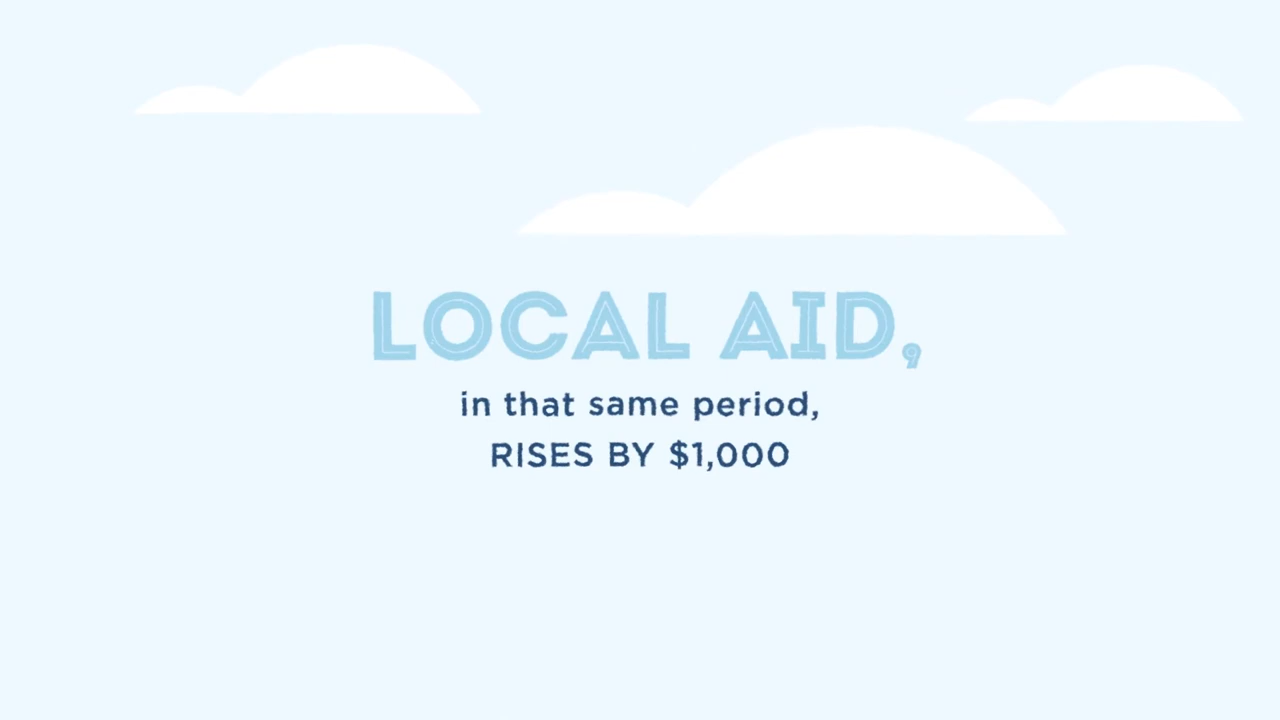 LOCAL AID,
in that same period,
RISES BY $1,000